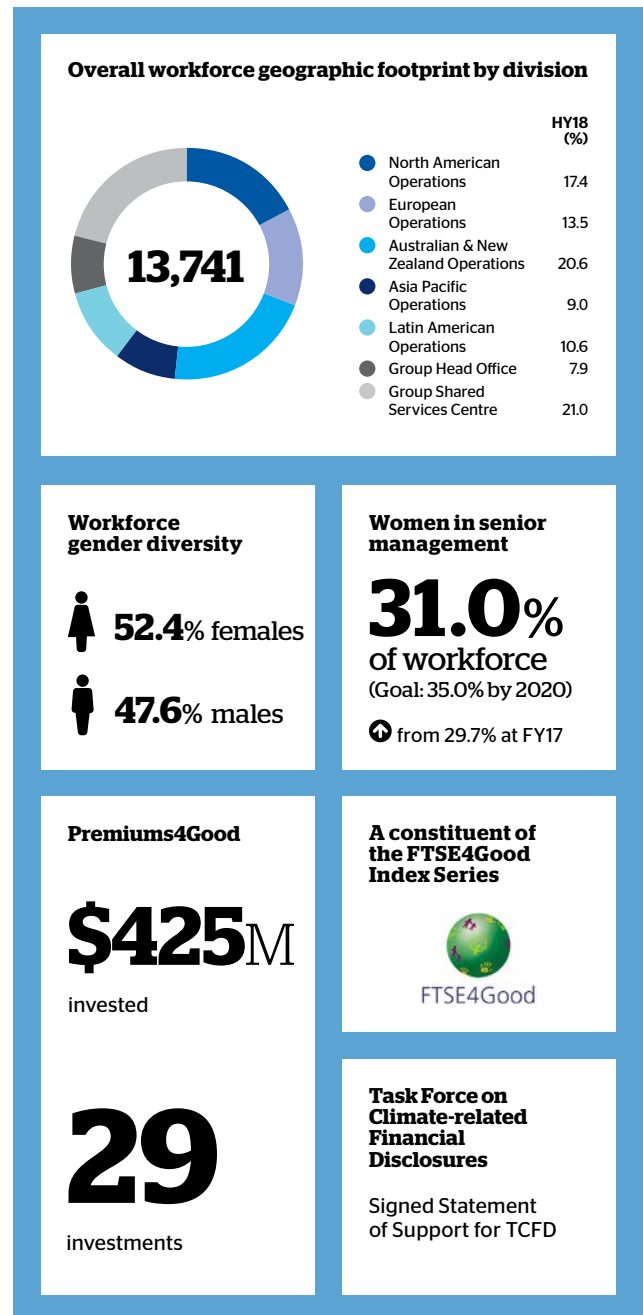 Overall workforce geographic footprint by division
HY18
(%)
13,741
North American
Operations 17.4
European
Operations 13.5
Australian & New
Zealand Operations 20.6
Asia Pacific
Operations 9.0
Latin American
Operations 10.6
Group Head Office 7.9
Group Shared
Services Centre 21.0
Workforce
gender diversity
52.4% females
47.6% males
Women in senior
management
31.0%
of workforce
(Goal: 35.0% by 2020)
from 29.7% at FY17
Premiums4Good
$425M
invested
29
investments
A constituent of
the FTSE4Good
Index Series
FTSE4Good
Task Force on
Climate-related
Financial
Disclosures
Signed Statement
of Support for TCFD